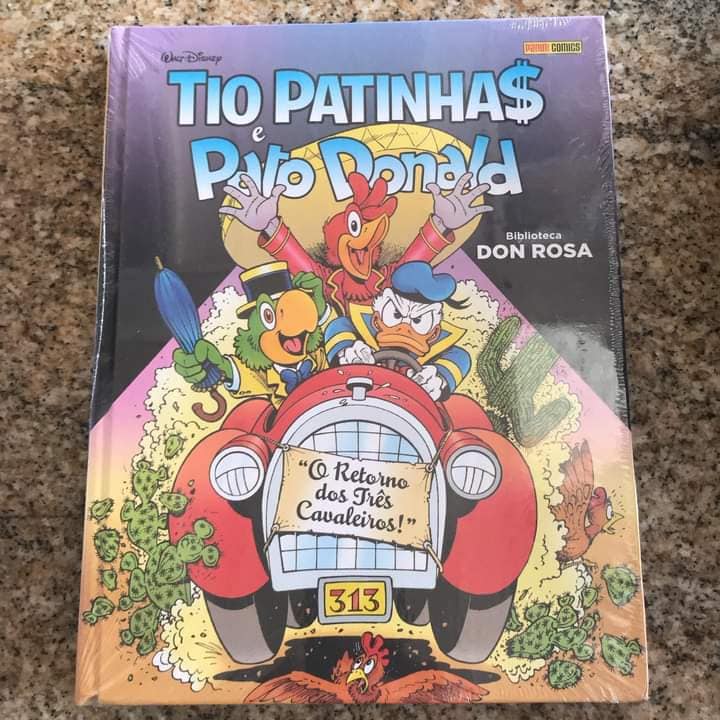 Walt Disney
PANINI COMICS
TIO PATINHA$
e
Pato Donald
Biblioteca
DON ROSA
"O Retorno
dos Três
Cavaleiros!"
313